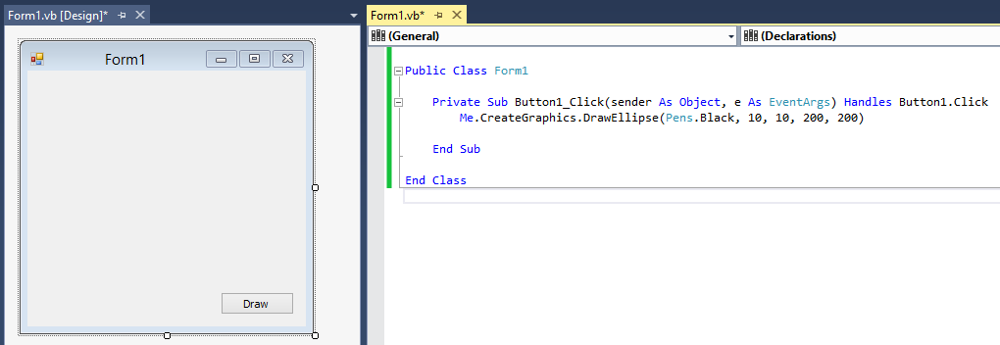 Form1.vb [Design]*
Form1
Draw
Form1.vb*
(General)
(Declarations)
Public Class Form1
Private Sub Button1_Click(sender As Object, e As EventArgs) Handles Button1.Click
Me.CreateGraphics.DrawEllipse(Pens.Black, 10, 10, 200, 200)
End Sub
End Class